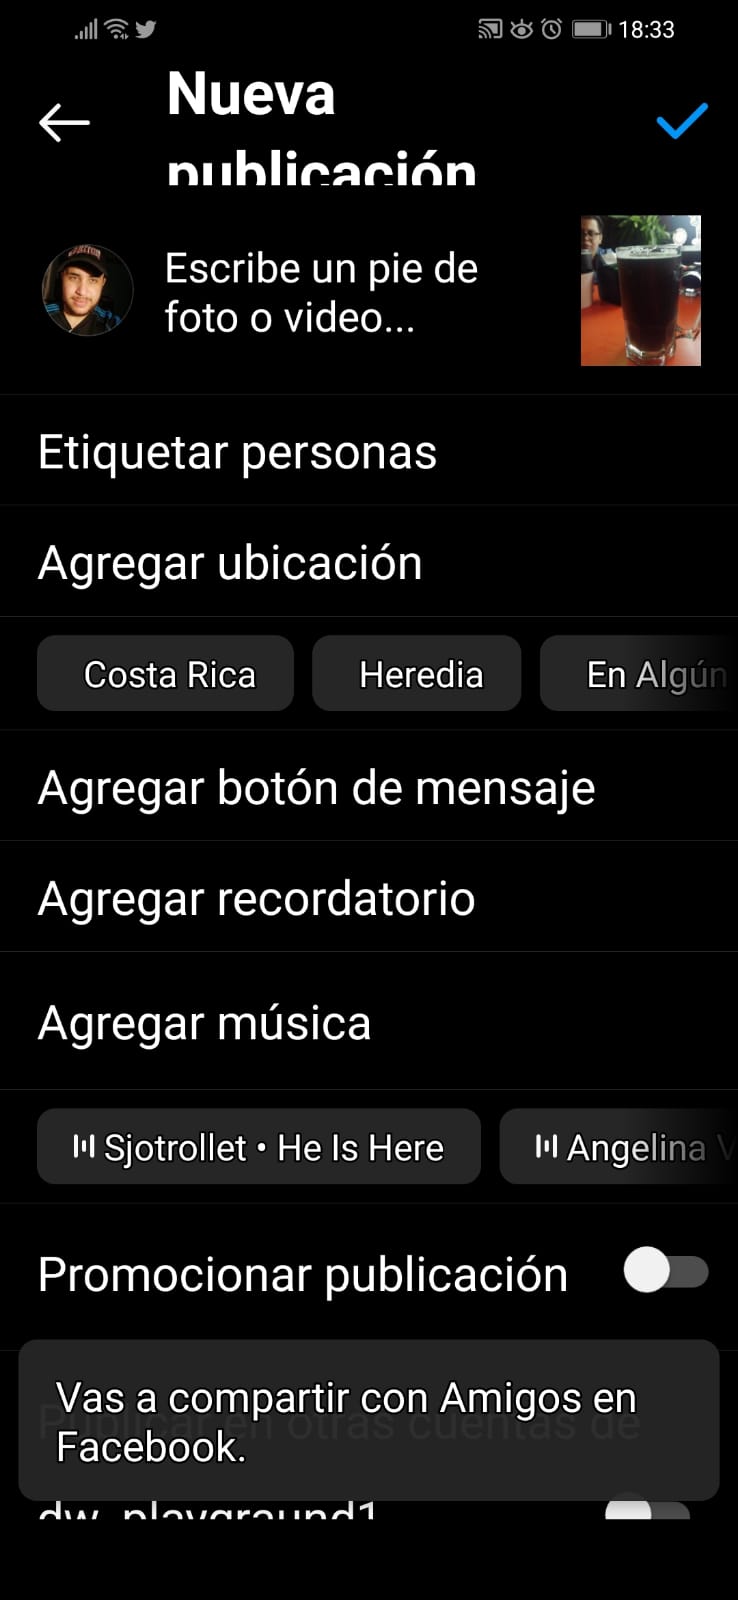 18:33
Nueva
publicación
Escribe un pie de
foto o video...
Etiquetar personas
Agregar ubicación
Costa Rica
Heredia
En Algún
Agregar botón de mensaje
Agregar recordatorio
Agregar música
Sjotrollet • He Is Here
Angelina V
Promocionar publicación
Publicar en otras cuentas de
Vas a compartir con Amigos en
Facebook.
dw_playgraund1